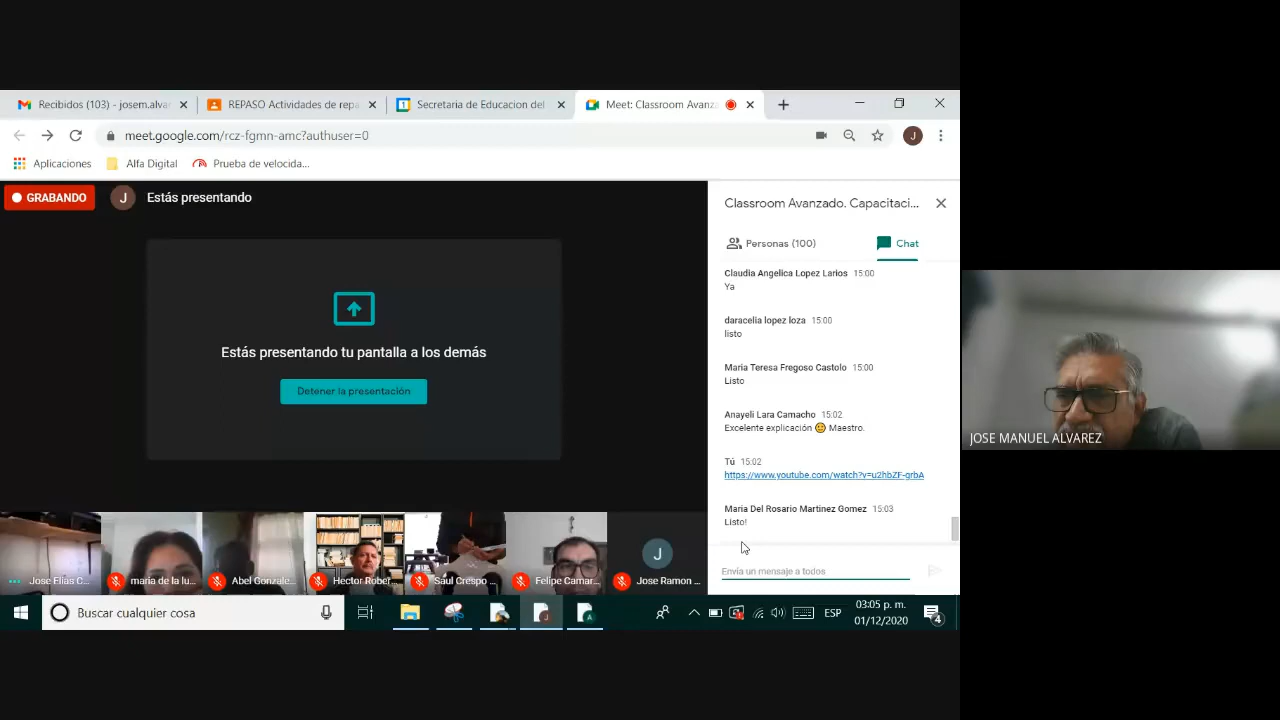 Recibidos (103) - josem.alvar
REPASO Actividades de repa
Secretaria de Educacion del
Meet: Classroom Avanza
meet.google.com/rcz-fgmn-amc?authuser=0
J
Aplicaciones
Alfa Digital
Prueba de velocida...
GRABANDO
J
Estás presentando
Estás presentando tu pantalla a los demás
Detener la presentación
Classroom Avanzado. Capacitaci...
Personas (100)
Chat
Claudia Angelica Lopez Larios 15:00
Ya
daracelia lopez loza 15:00
listo
Maria Teresa Fregoso Castolo 15:00
Listo
Anayeli Lara Camacho 15:02
Excelente explicación Maestro.
Tú 15:02
https://www.youtube.com/watch?v=u2hbZF-grbA
Maria Del Rosario Martinez Gomez 15:03
Listo!
Envía un mensaje a todos
Jose Elias C...
maria de la lu...
Abel Gonzale...
Hector Rober...
Saul Crespo ...
Felipe Camar...
J
Jose Ramon ...
Buscar cualquier cosa
ESP
03:05 p. m.
01/12/2020
4
JOSE MANUEL ALVAREZ